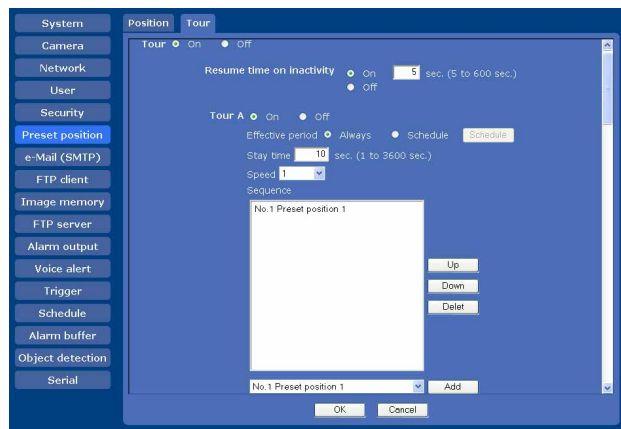 System
Camera
Network
User
Security
Preset position
e-Mail (SMTP)
FTP client
Image memory
FTP server
Alarm output
Voice alert
Trigger
Schedule
Alarm buffer
Object detection
Serial
Position Tour
Tour On Off
Resume time on inactivity On 5 sec. (5 to 600 sec.)
Off
Tour A On Off
Effective period Always Schedule Schedule
Stay time 10 sec. (1 to 3600 sec.)
Speed 1
Sequence
No.1 Preset position 1
Up
Down
Delet
No.1 Preset position 1 Add
OK Cancel